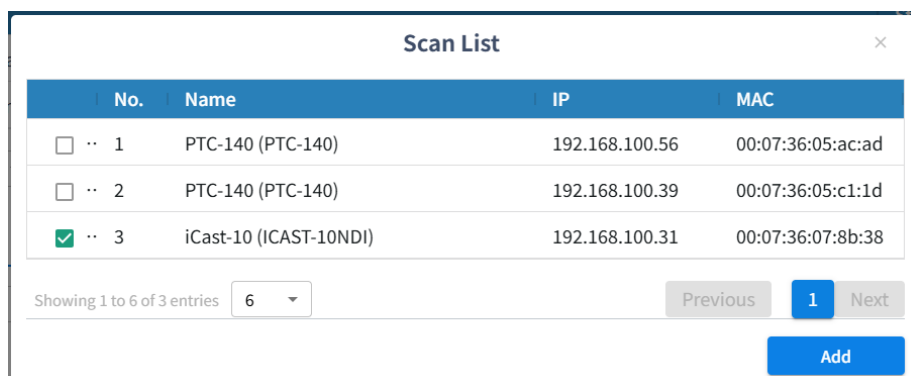 Scan List ×
No. Name IP MAC
·· 1 PTC-140 (PTC-140) 192.168.100.56 00:07:36:05:ac:ad
·· 2 PTC-140 (PTC-140) 192.168.100.39 00:07:36:05:c1:1d
·· 3 iCast-10 (ICAST-10NDI) 192.168.100.31 00:07:36:07:8b:38
Showing 1 to 6 of 3 entries 6 Previous 1 Next
Add